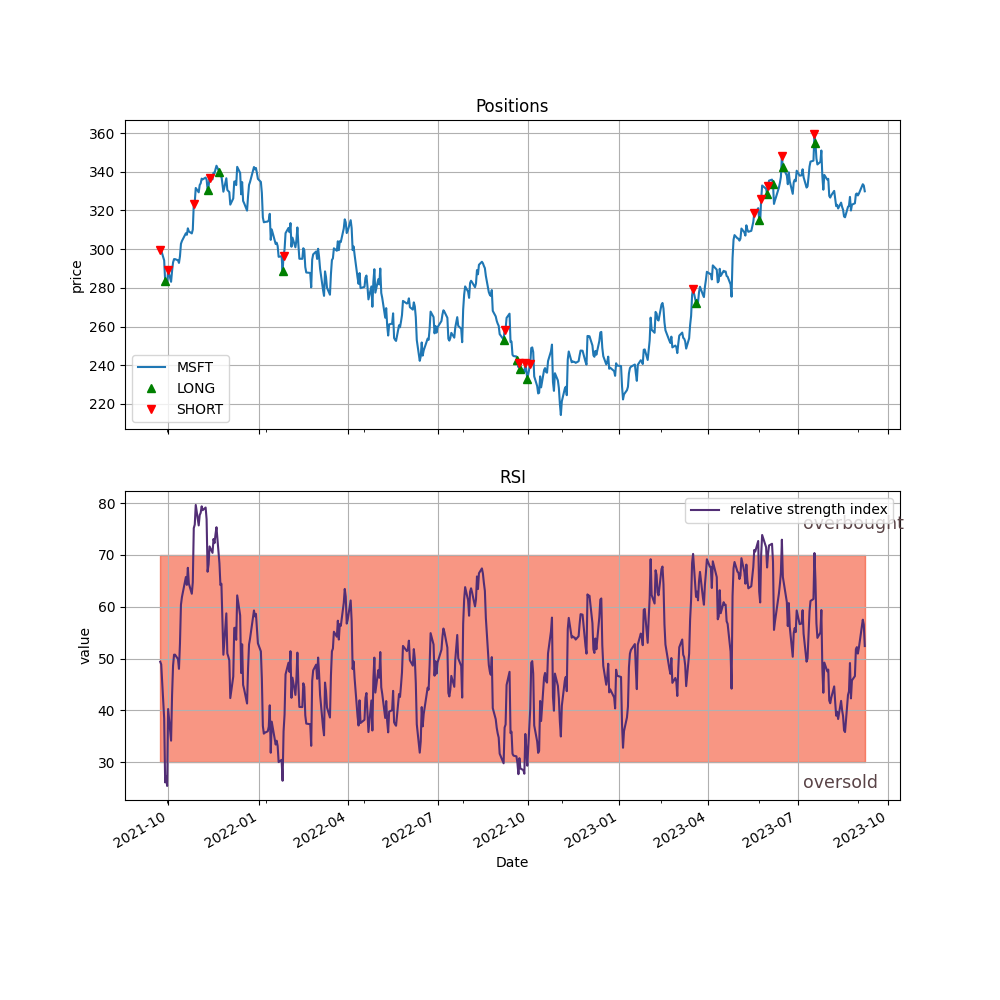 Positions
360
340
320
300
280
260
240
220
price
MSFT
LONG
SHORT
RSI
80
70
60
50
40
30
value
relative strength index
overbought
oversold
2021-10
2022-01
2022-04
2022-07
2022-10
2023-01
2023-04
2023-07
2023-10
Date